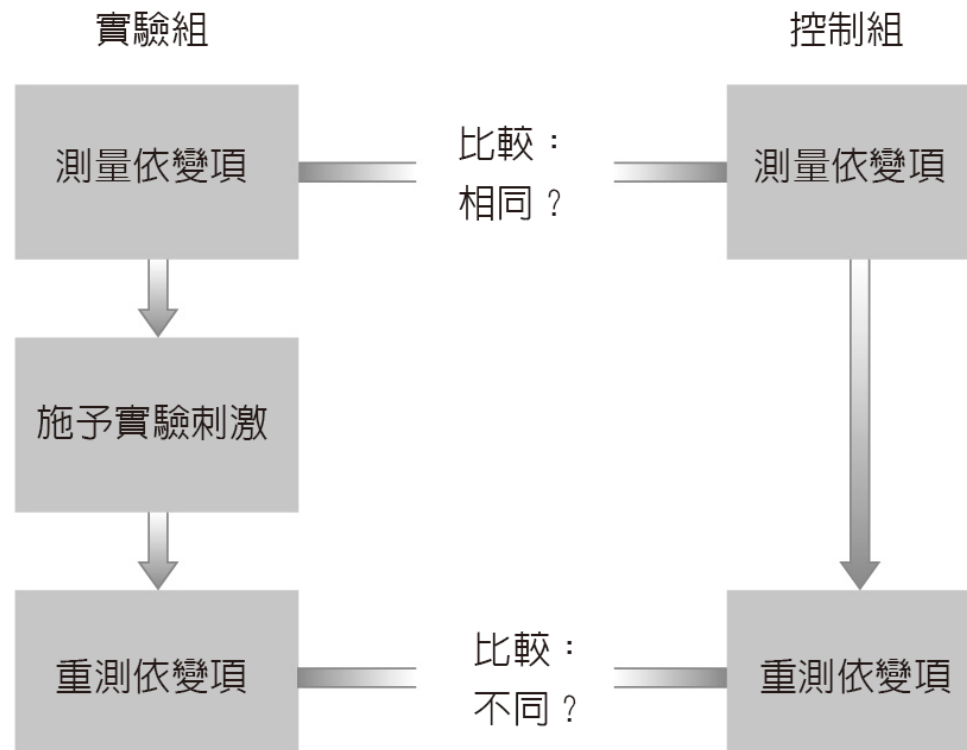 實驗組
控制組
測量依變項
比較：
相同？
測量依變項
施予實驗刺激
重測依變項
比較：
不同？
重測依變項